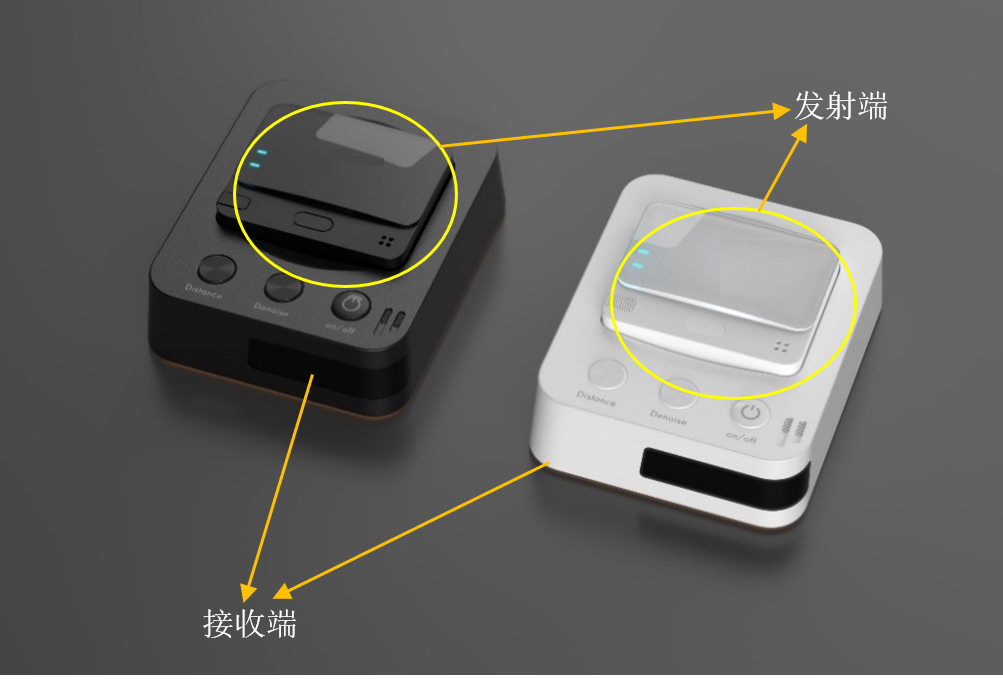 发射端
Distance
Denoise
on/off
Distance
Denoise
on/off
接收端